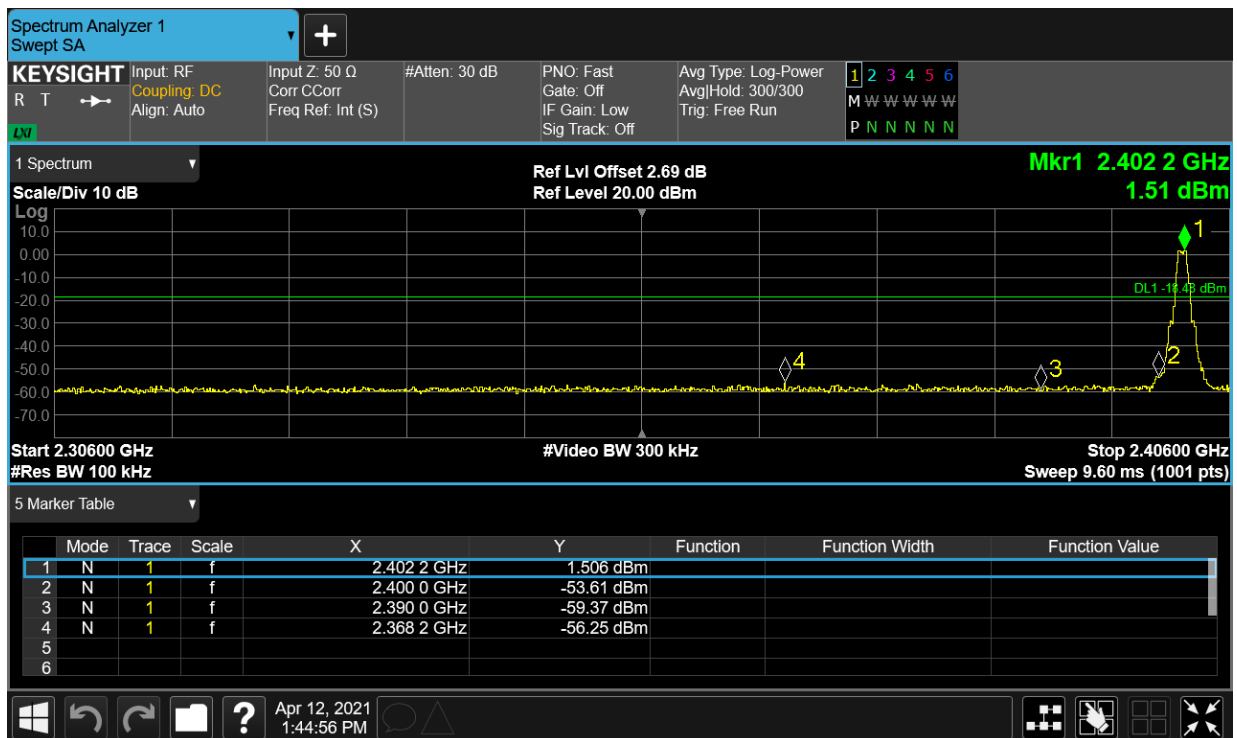 Spectrum Analyzer 1
Swept SA
KEYSIGHT
R T
LXI
Input: RF
Coupling: DC
Align: Auto
Input Z: 50 Ω
Corr CCorr
Freq Ref: Int (S)
#Atten: 30 dB
PNO: Fast
Gate: Off
IF Gain: Low
Sig Track: Off
Avg Type: Log-Power
Avg|Hold: 300/300
Trig: Free Run
1 2 3 4 5 6
M W W W W W
P N N N N N
1 Spectrum
Scale/Div 10 dB
Ref Lvl Offset 2.69 dB
Ref Level 20.00 dBm
Mkr1 2.402 2 GHz
1.51 dBm
Log
10.0
0.00
-10.0
-20.0
-30.0
-40.0
-50.0
-60.0
-70.0
1
DL1 -18.43 dBm
4
3
2
Start 2.30600 GHz
#Res BW 100 kHz
#Video BW 300 kHz
Stop 2.40600 GHz
Sweep 9.60 ms (1001 pts)
5 Marker Table
Mode Trace Scale X Y Function Function Width Function Value
1 N 1 f 2.402 2 GHz 1.506 dBm
2 N 1 f 2.400 0 GHz -53.61 dBm
3 N 1 f 2.390 0 GHz -59.37 dBm
4 N 1 f 2.368 2 GHz -56.25 dBm
5
6
?
Apr 12, 2021
1:44:56 PM